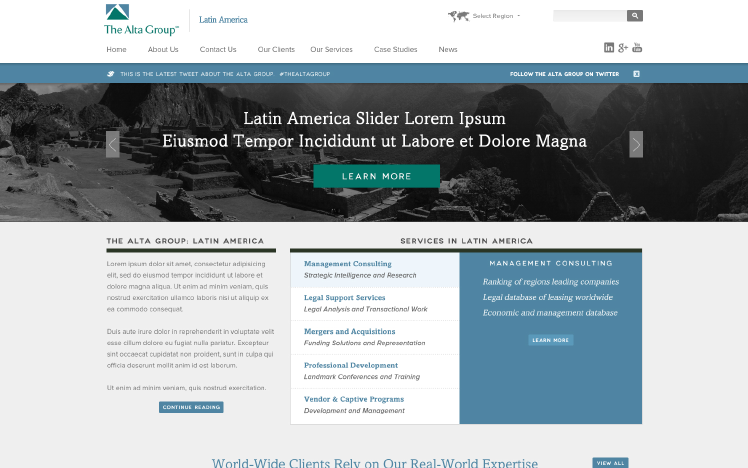 The Alta Group™
Latin America
Select Region
Home About Us Contact Us Our Clients Our Services Case Studies News
THIS IS THE LATEST TWEET ABOUT THE ALTA GROUP. #THEALTAGROUP
FOLLOW THE ALTA GROUP ON TWITTER
Latin America Slider Lorem Ipsum
Eiusmod Tempor Incididunt ut Labore et Dolore Magna
LEARN MORE
THE ALTA GROUP: LATIN AMERICA
Lorem ipsum dolor sit amet, consectetur adipisicing
elit, sed do eiusmod tempor incididunt ut labore et
dolore magna aliqua. Ut enim ad minim veniam, quis
nostrud exercitation ullamco laboris nisi ut aliquip ex
ea commodo consequat.
Duis aute irure dolor in reprehenderit in voluptate velit
esse cillum dolore eu fugiat nulla pariatur. Excepteur
sint occaecat cupidatat non proident, sunt in culpa qui
officia deserunt mollit anim id est laborum.
Ut enim ad minim veniam, quis nostrud exercitation.
CONTINUE READING
SERVICES IN LATIN AMERICA
Management Consulting
Strategic Intelligence and Research
Legal Support Services
Legal Analysis and Transactional Work
Mergers and Acquisitions
Funding Solutions and Representation
Professional Development
Landmark Conferences and Training
Vendor & Captive Programs
Development and Management
MANAGEMENT CONSULTING
Ranking of regions leading companies
Legal database of leasing worldwide
Economic and management database
LEARN MORE
World-Wide Clients Rely on Our Real-World Expertise
VIEW ALL